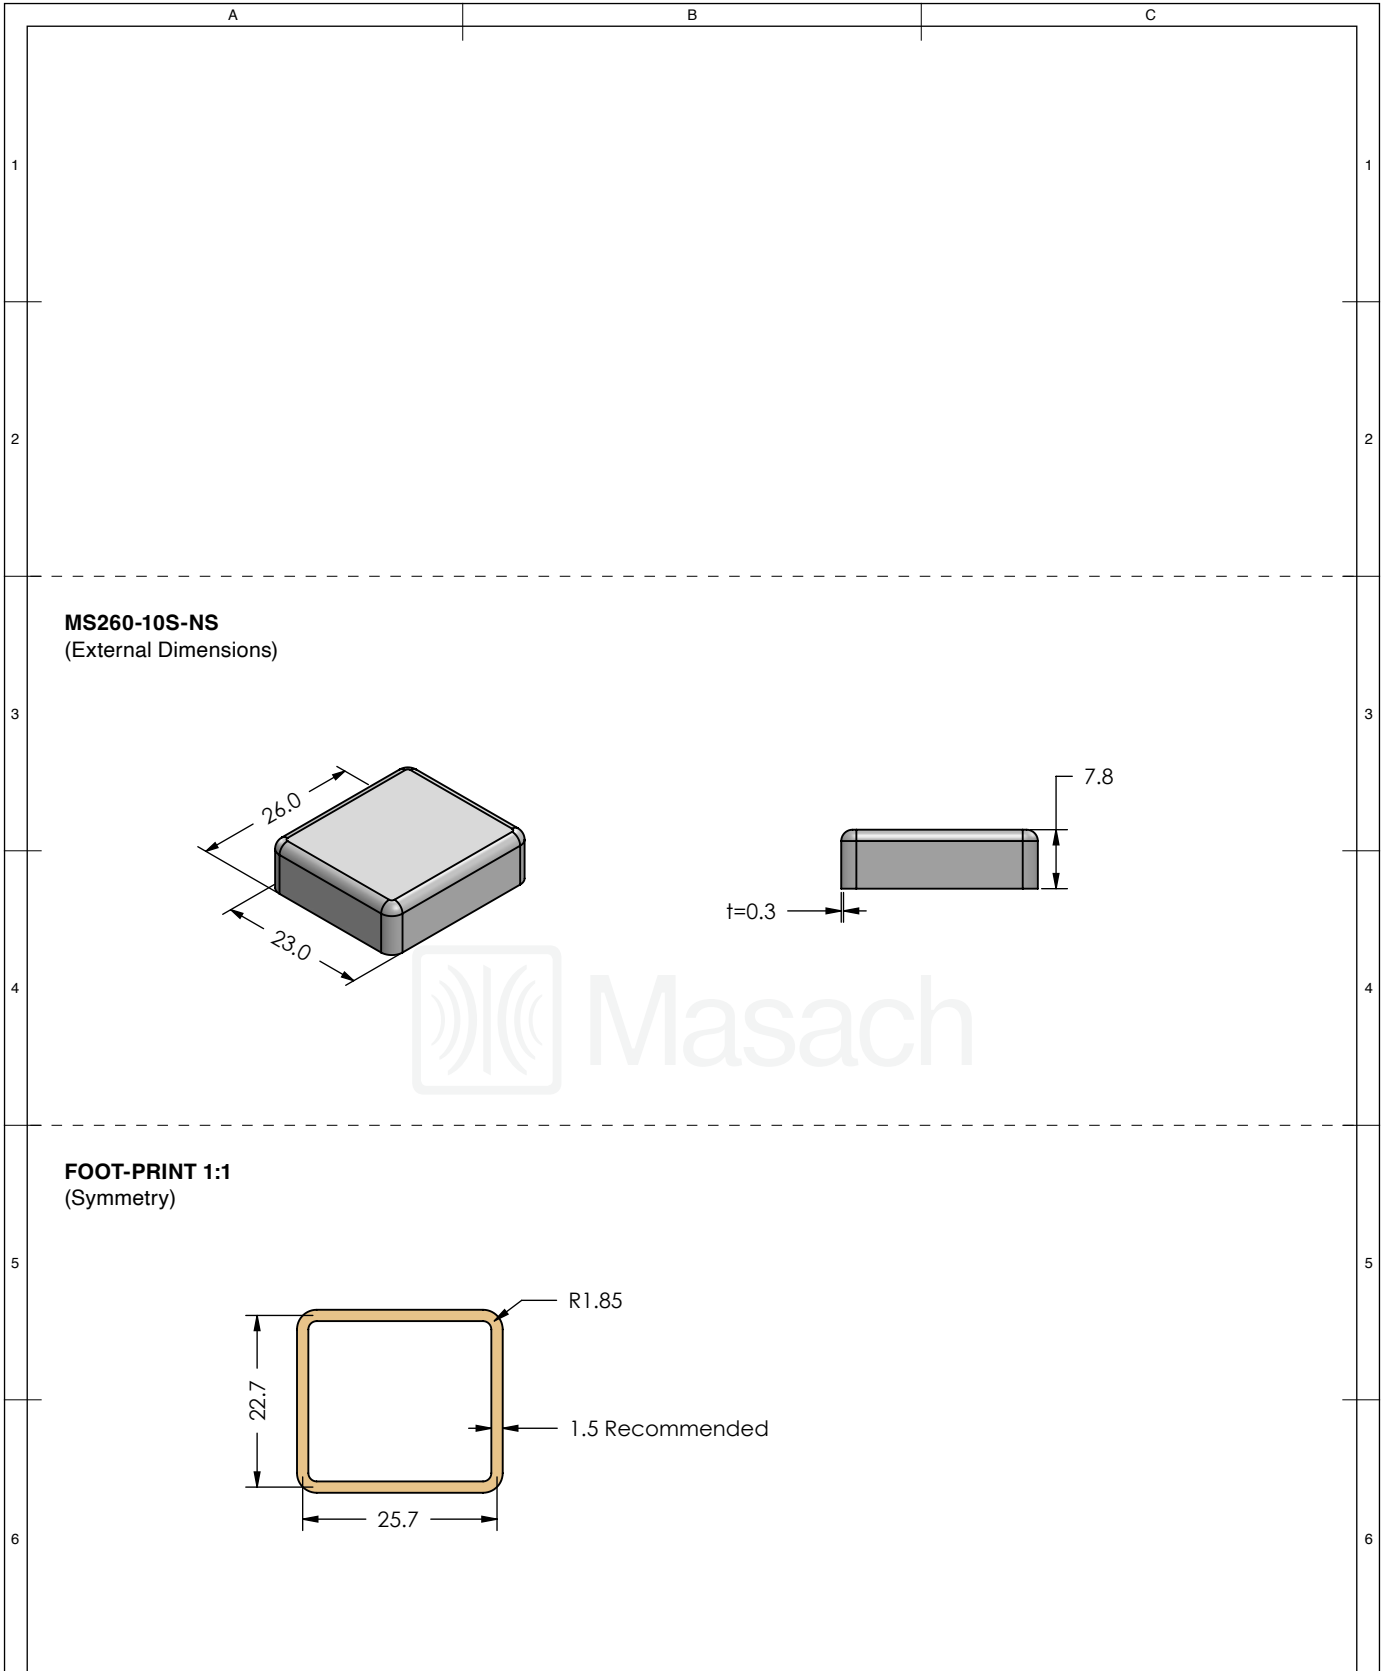 A
B
C
1
1
2
2
MS260-10S-NS
(External Dimensions)
3
3
26.0
7.8
t=0.3
23.0
4
Masach
4
FOOT-PRINT 1:1
(Symmetry)
5
5
R1.85
22.7
1.5 Recommended
25.7
6
6